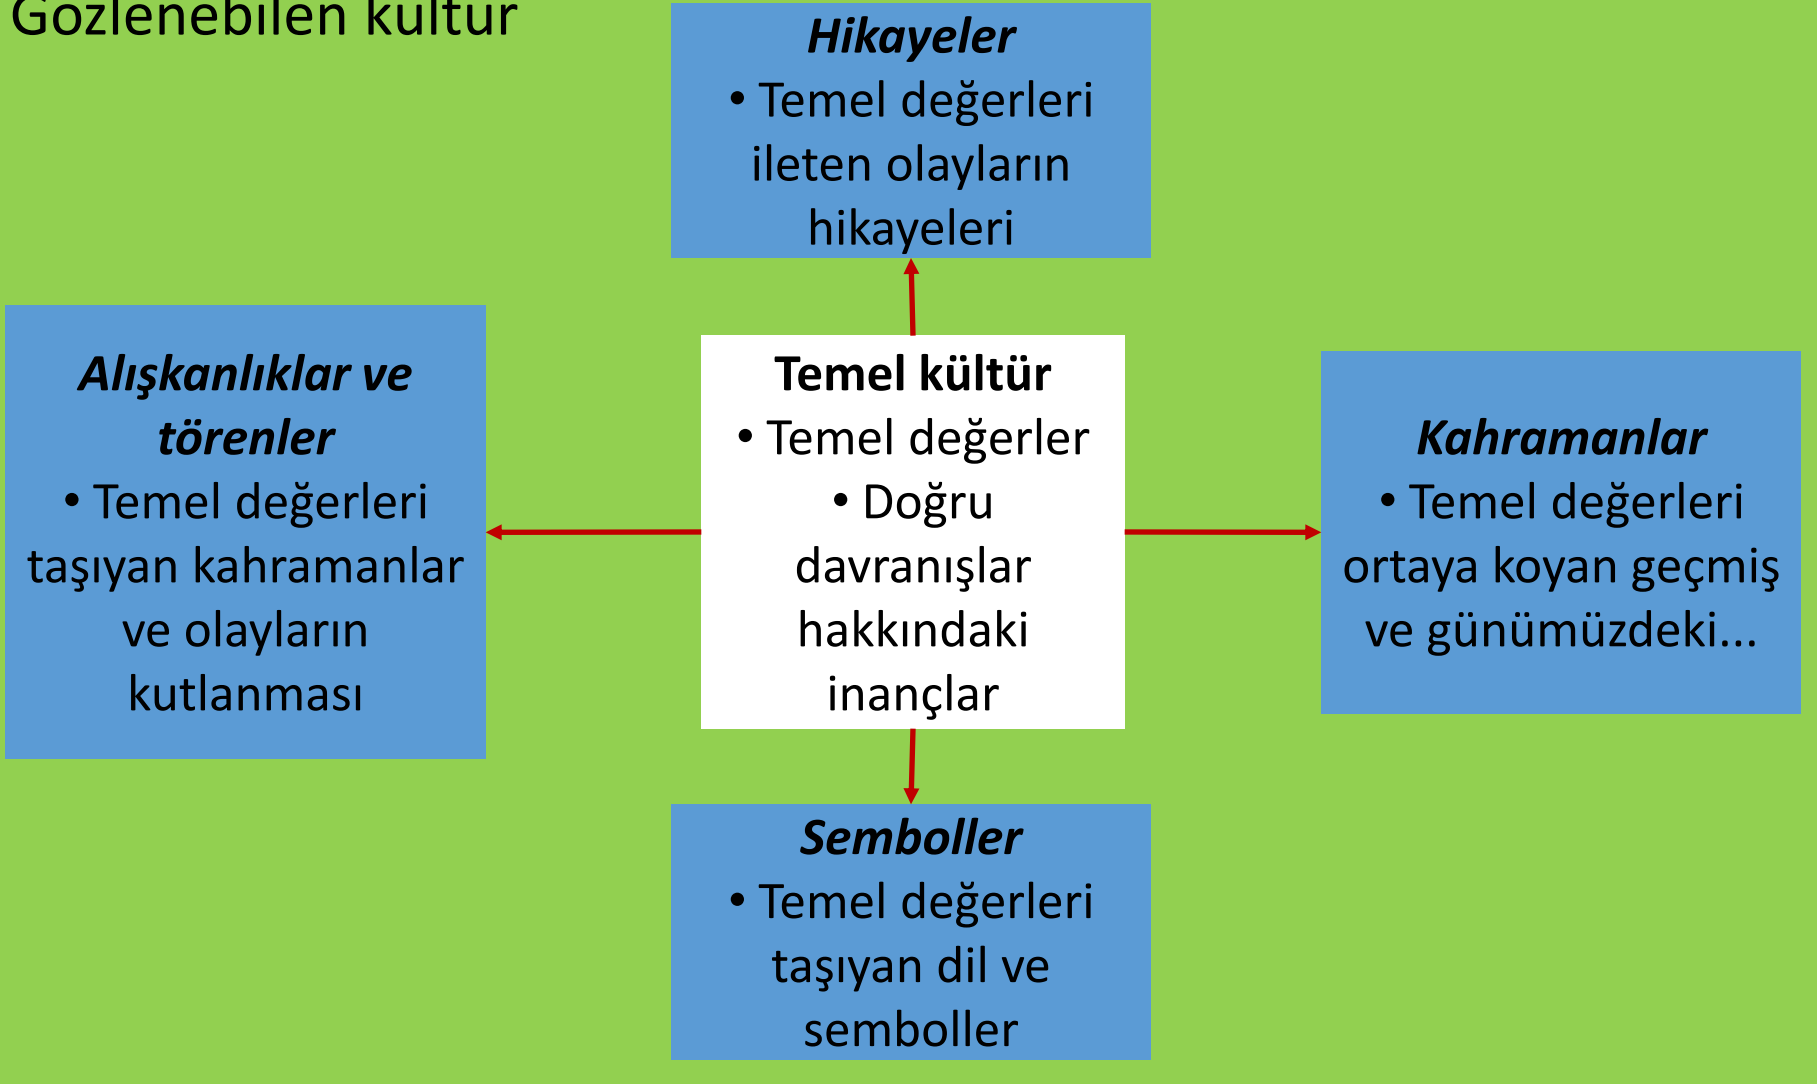 Gözlenebilen kültür
Hikayeler
• Temel değerleri
ileten olayların
hikayeleri
Alışkanlıklar ve
törenler
• Temel değerleri
taşıyan kahramanlar
ve olayların
kutlanması
Temel kültür
• Temel değerler
• Doğru
davranışlar
hakkındaki
inançlar
Kahramanlar
• Temel değerleri
ortaya koyan geçmiş
ve günümüzdeki...
Semboller
• Temel değerleri
taşıyan dil ve
semboller